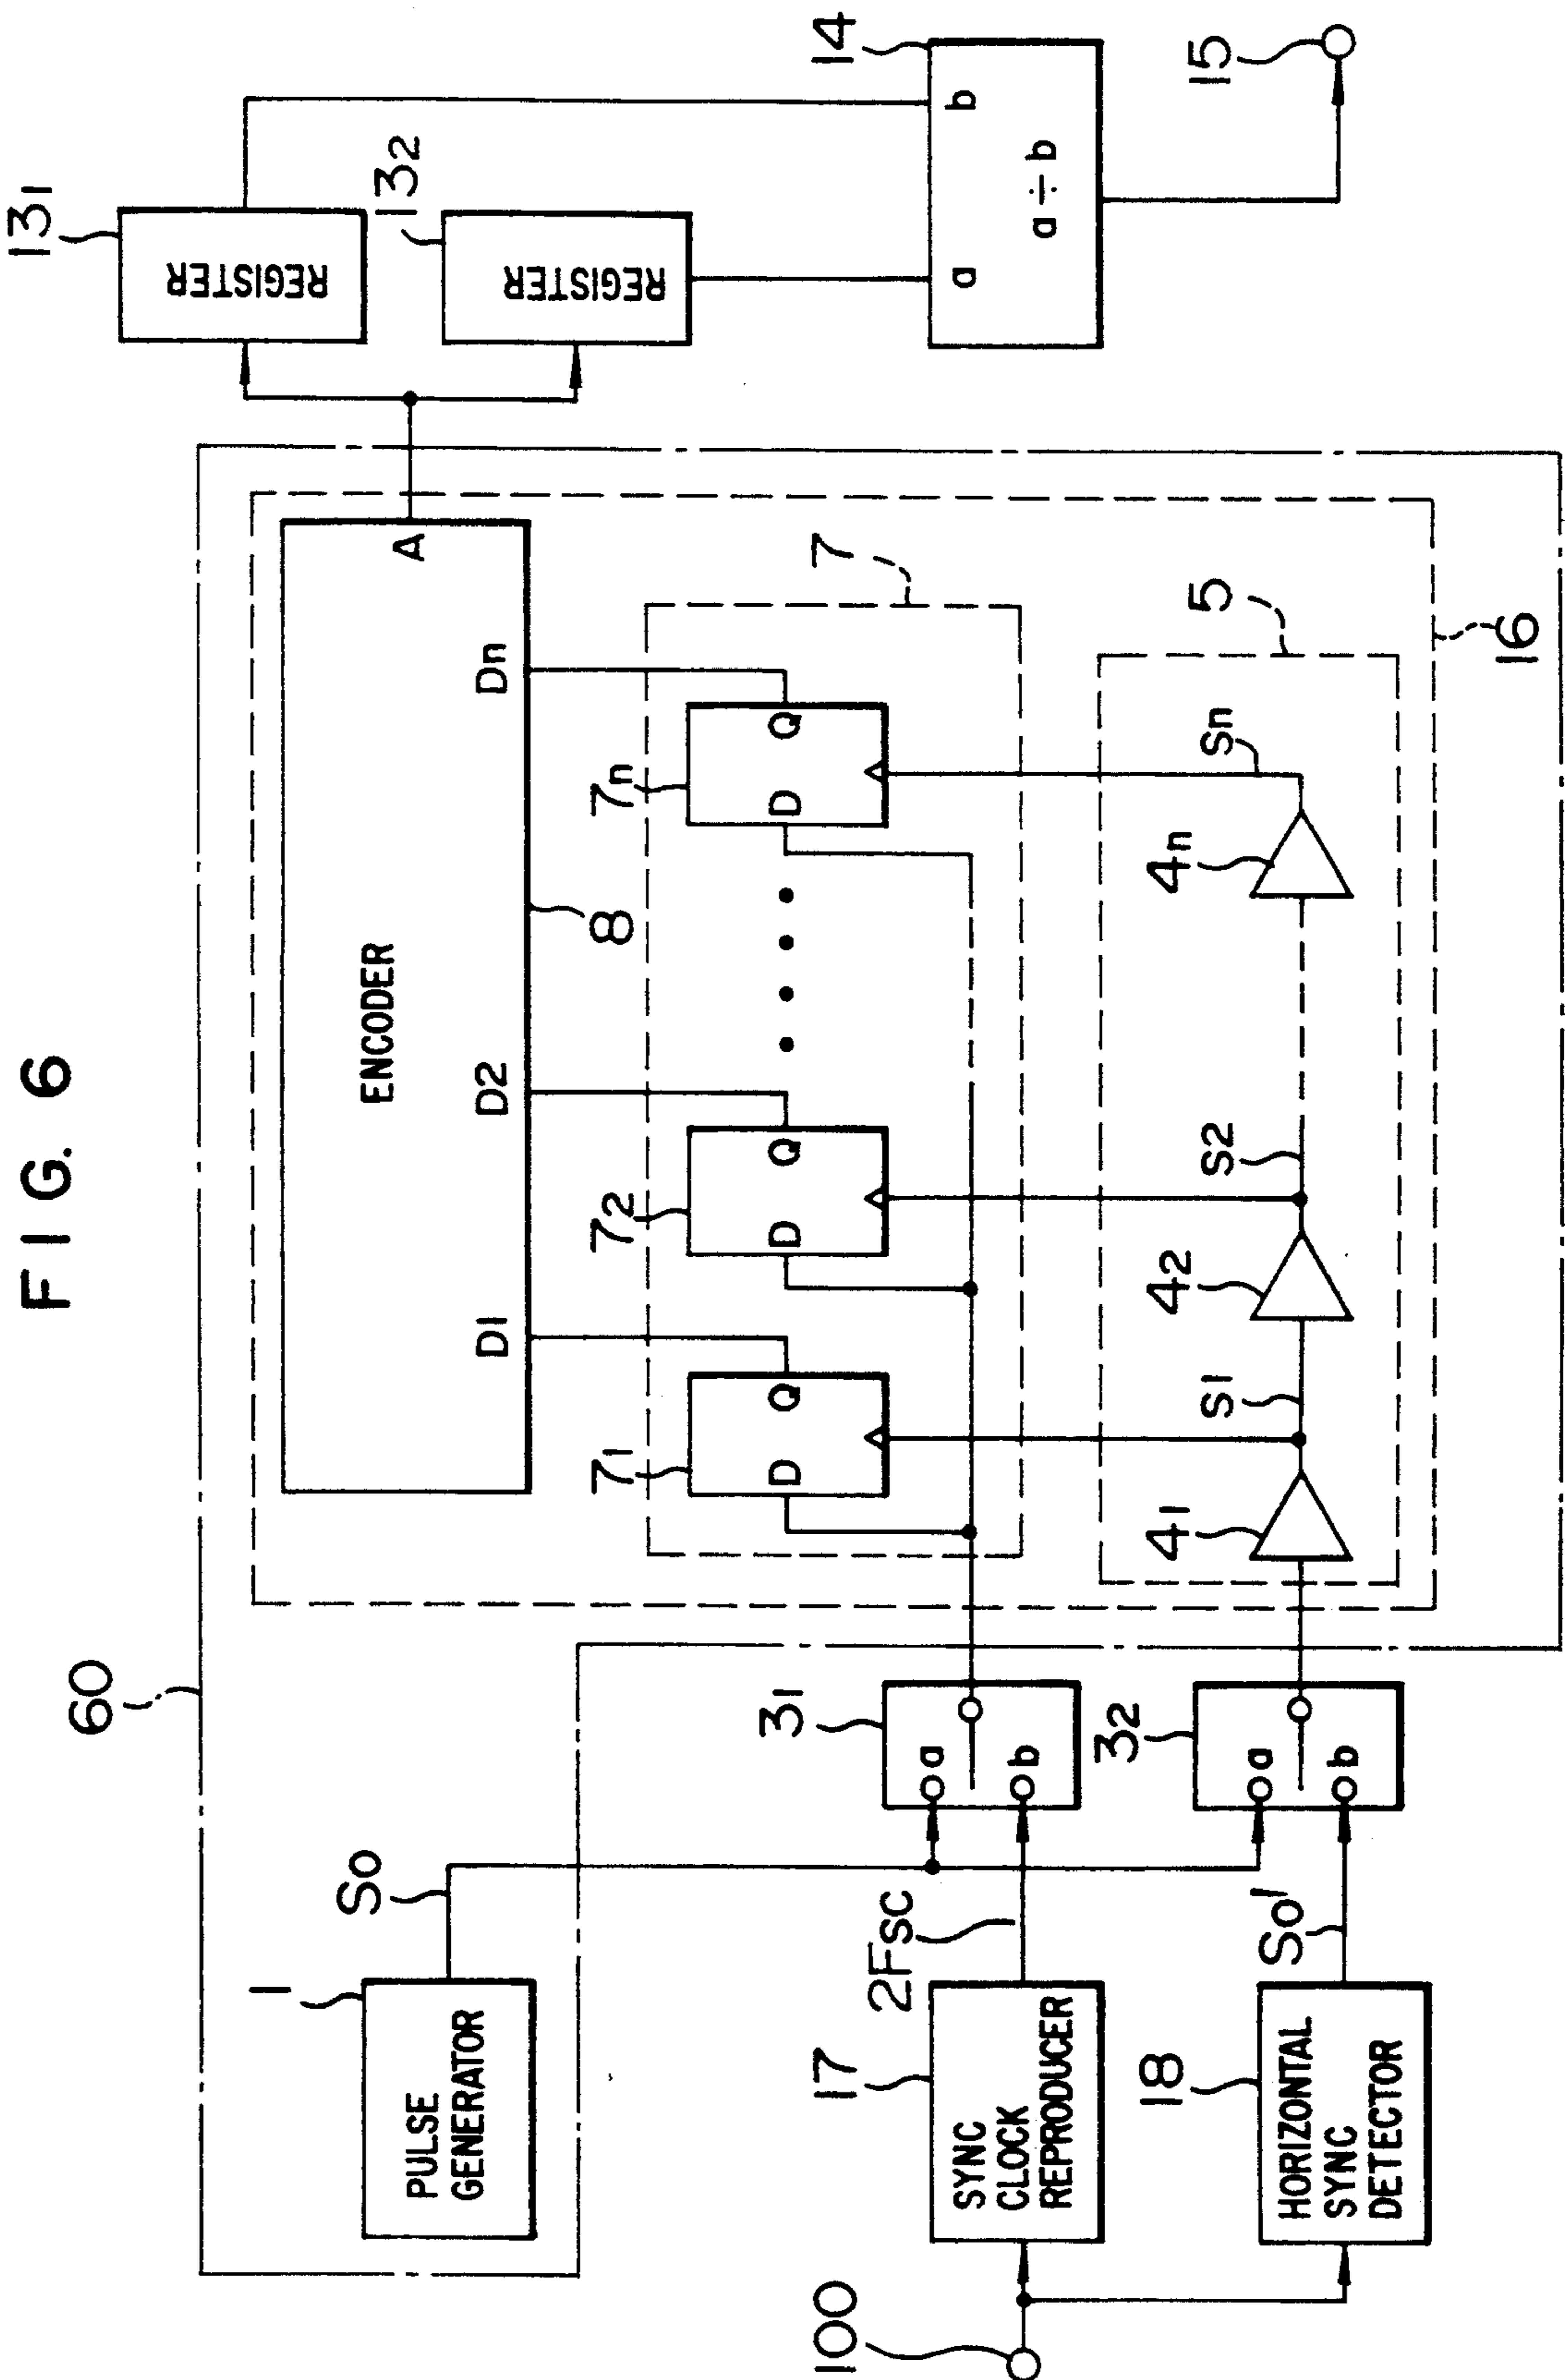 FIG. 6
60
1
PULSE
GENERATOR
S0
100
17
SYNC
CLOCK
REPRODUCER
2FSC
18
HORIZONTAL
SYNC
DETECTOR
S0'
31
a
b
32
a
b
ENCODER
8
A
D1
D2
Dn
7
71
D
Q
72
D
Q
7n
D
Q
5
41
S1
42
S2
4n
Sn
16
131
REGISTER
132
REGISTER
14
a
b
a÷b
15